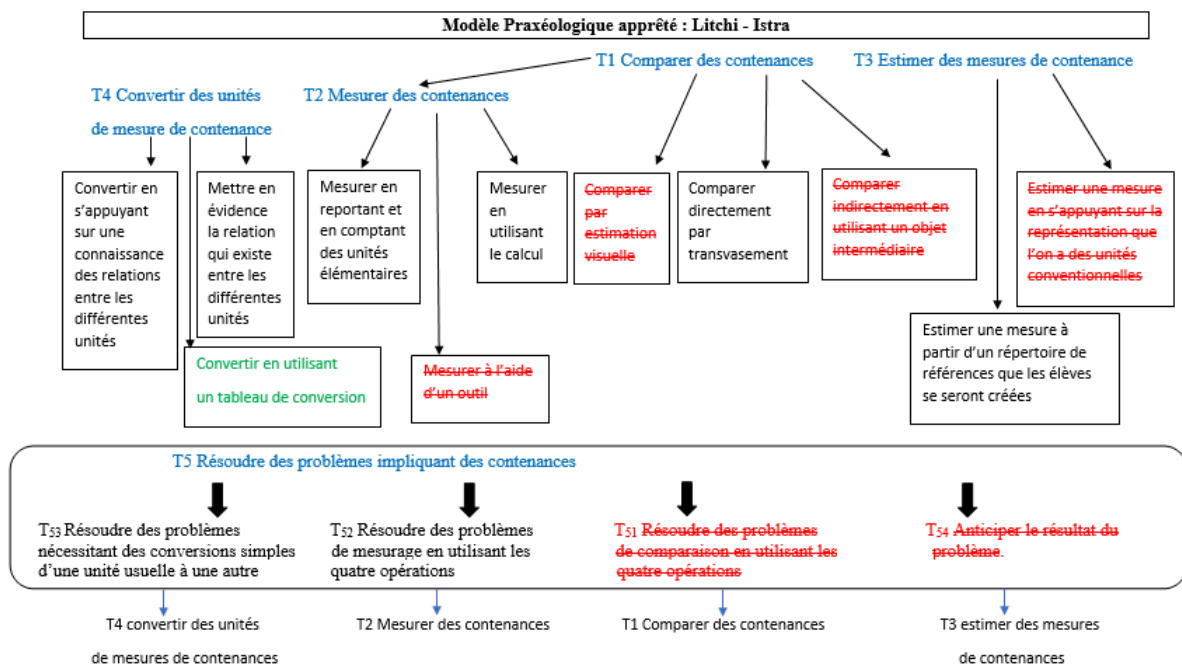 Modèle Praxéologique apprêté : Litchi - Istra
T1 Comparer des contenances
T3 Estimer des mesures de contenance
T4 Convertir des unités
de mesure de contenance
T2 Mesurer des contenances
Convertir en
s’appuyant
sur une
connaissance
des relations
entre les
différentes
unités
Mettre en
évidence
la relation
qui existe
entre les
différentes
unités
Mesurer en
reportant et
en comptant
des unités
élémentaires
Mesurer
en
utilisant
le calcul
Comparer
par
estimation
visuelle
Comparer
directement
par
transvasement
Comparer
indirectement en
utilisant un objet
intermédiaire
Estimer une mesure
en s’appuyant sur la
représentation que
l’on a des unités
conventionnelles
Convertir en utilisant
un tableau de conversion
Mesurer à l’aide
d’un outil
Estimer une mesure à
partir d’un répertoire de
références que les élèves
se seront créées
T5 Résoudre des problèmes impliquant des contenances
T53 Résoudre des problèmes
nécessitant des conversions simples
d’une unité usuelle à une autre
T52 Résoudre des problèmes
de mesurage en utilisant les
quatre opérations
T51 Résoudre des problèmes
de comparaison en utilisant les
quatre opérations
T54 Anticiper le résultat du
problème.
T4 convertir des unités
de mesures de contenances
T2 Mesurer des contenances
T1 Comparer des contenances
T3 estimer des mesures
de contenances